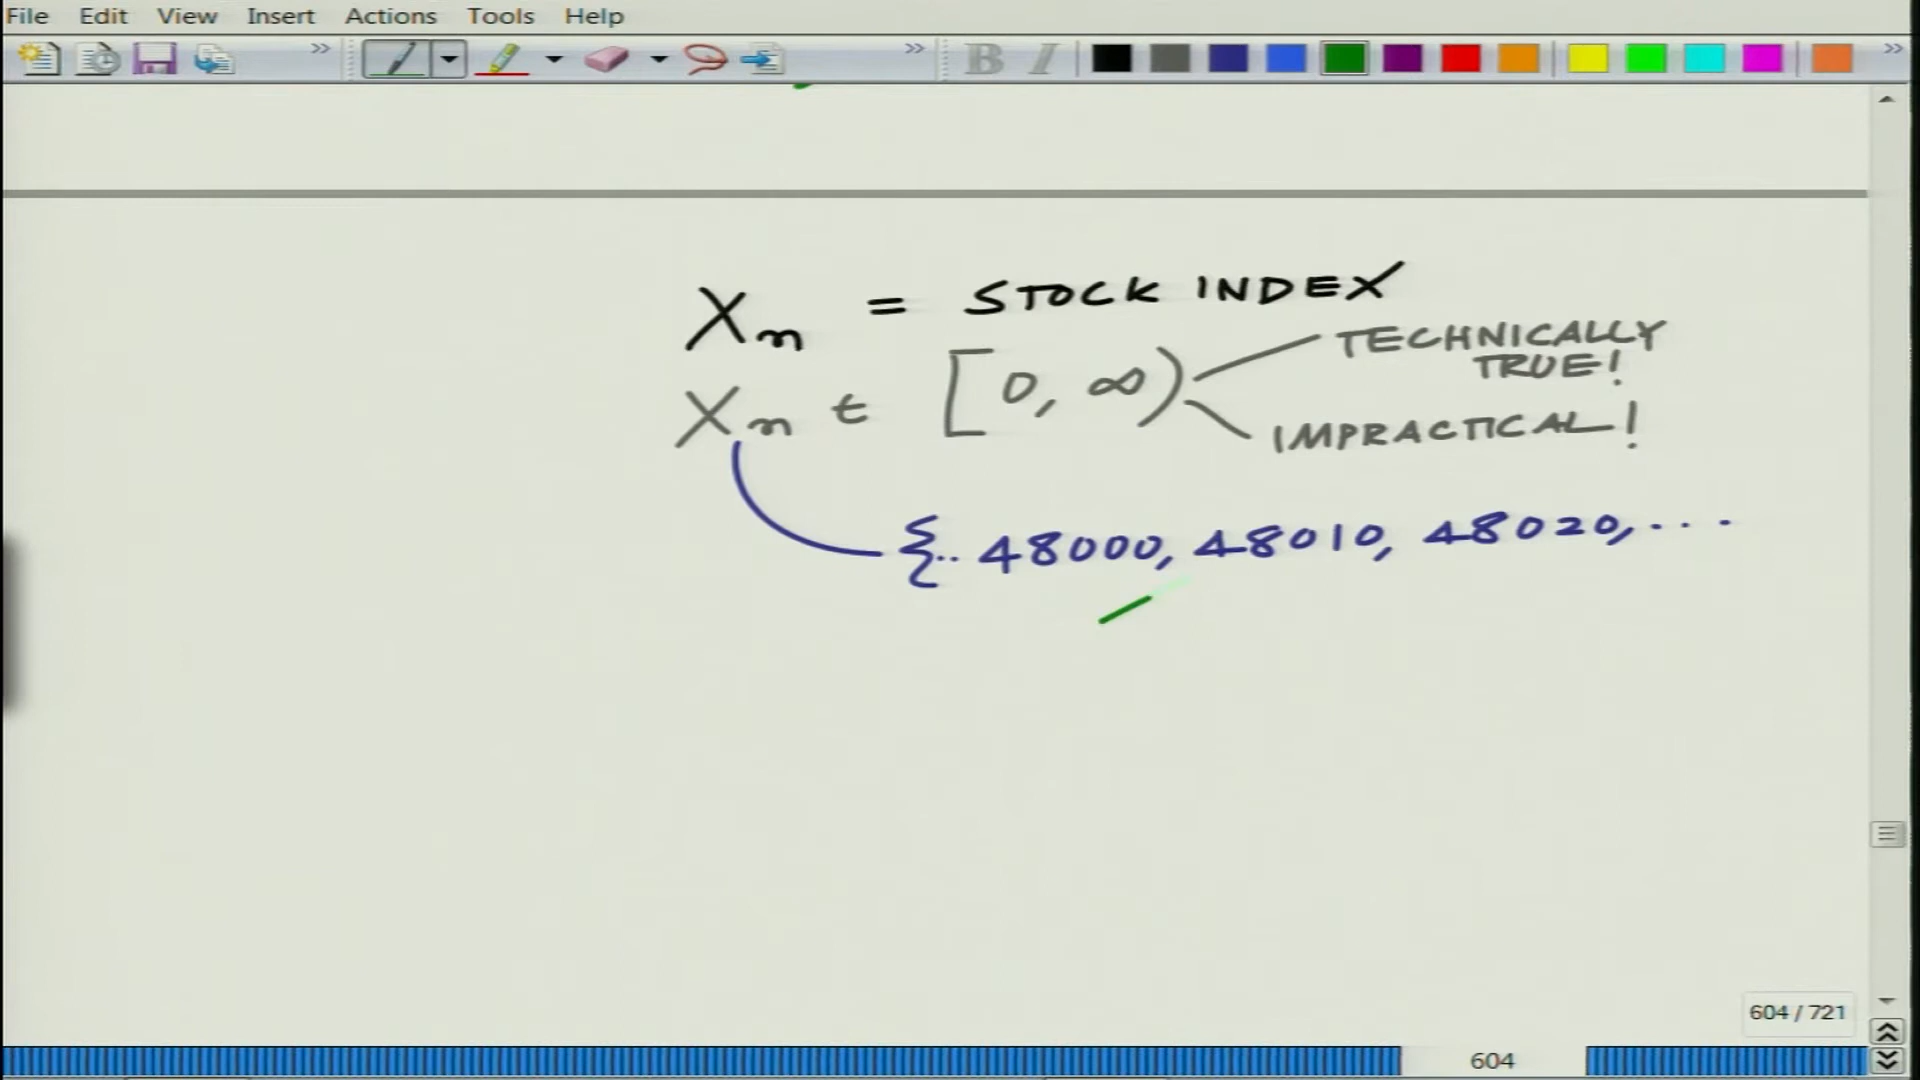 File Edit View Insert Actions Tools Help
B I
Xn = STOCK INDEX
Xn ∈ [0, ∞) TECHNICALLY TRUE!
IMPRACTICAL!
{.. 48000, 48010, 48020, ...
604 / 721
604